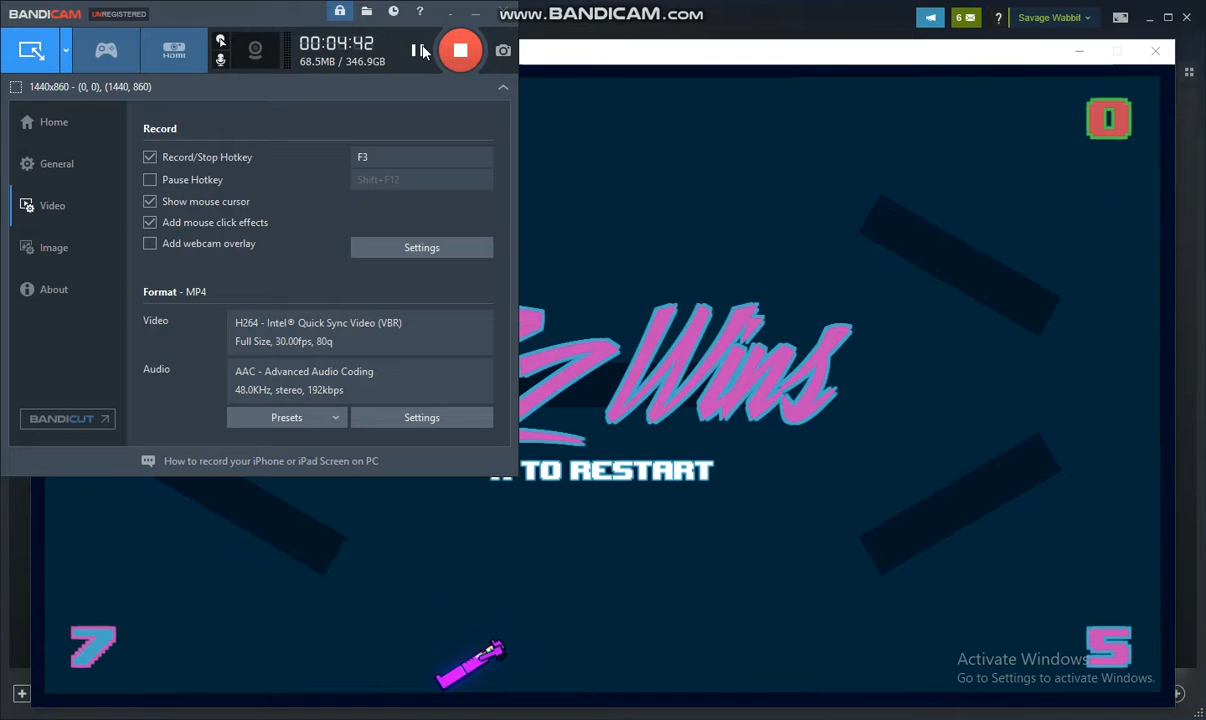 BANDICAM UNREGISTERED
www.BANDICAM.com
6
Savage Wabbit
HDMI
00:04:42
68.5MB / 346.9GB
1440x860 - (0, 0), (1440, 860)
Home
General
Video
Image
About
BANDICUT
Record
Record/Stop Hotkey F3
Pause Hotkey Shift+F12
Show mouse cursor
Add mouse click effects
Add webcam overlay
Settings
Format - MP4
Video
H264 - Intel® Quick Sync Video (VBR)
Full Size, 30.00fps, 80q
Audio
AAC - Advanced Audio Coding
48.0KHz, stereo, 192kbps
Presets
Settings
How to record your iPhone or iPad Screen on PC
0
Wins
TO RESTART
7
5
Activate Windows
Go to Settings to activate Windows.